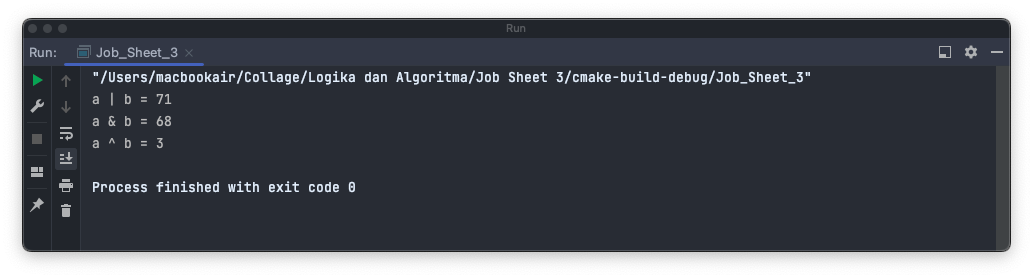 Run
Run: Job_Sheet_3
"/Users/macbookair/Collage/Logika dan Algoritma/Job Sheet 3/cmake-build-debug/Job_Sheet_3"
a | b = 71
a & b = 68
a ^ b = 3
Process finished with exit code 0